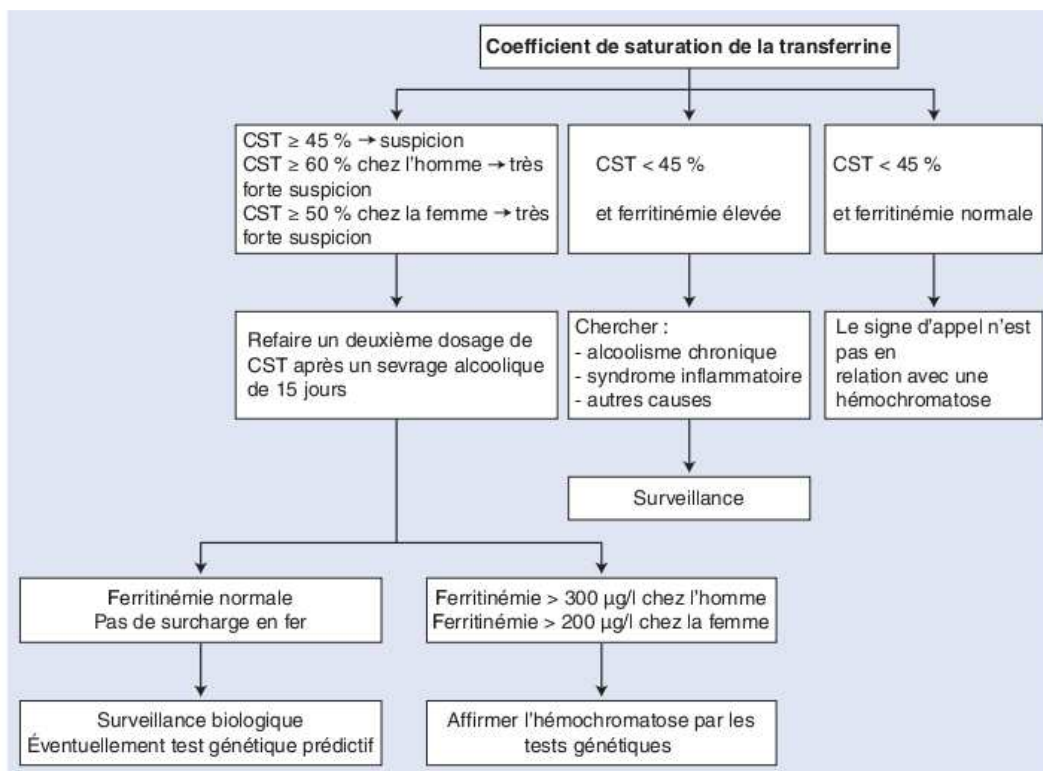 Coefficient de saturation de la transferrine
CST ≥ 45 % → suspicion
CST ≥ 60 % chez l'homme → très
forte suspicion
CST ≥ 50 % chez la femme → très
forte suspicion
CST < 45 %
et ferritinémie élevée
CST < 45 %
et ferritinémie normale
Refaire un deuxième dosage de
CST après un sevrage alcoolique
de 15 jours
Chercher :
- alcoolisme chronique
- syndrome inflammatoire
- autres causes
Le signe d'appel n'est
pas en
relation avec une
hémochromatose
Surveillance
Ferritinémie normale
Pas de surcharge en fer
Ferritinémie > 300 µg/l chez l'homme
Ferritinémie > 200 µg/l chez la femme
Surveillance biologique
Éventuellement test génétique prédictif
Affirmer l'hémochromatose par les
tests génétiques